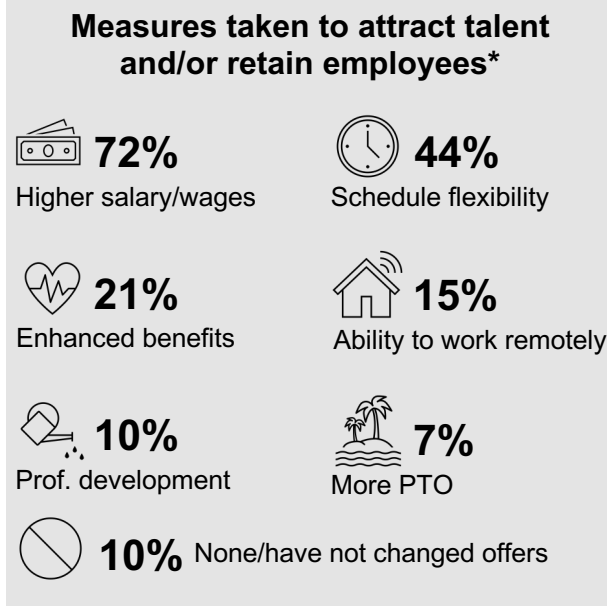 Measures taken to attract talent
and/or retain employees*
72%
Higher salary/wages
44%
Schedule flexibility
21%
Enhanced benefits
15%
Ability to work remotely
10%
Prof. development
7%
More PTO
10% None/have not changed offers